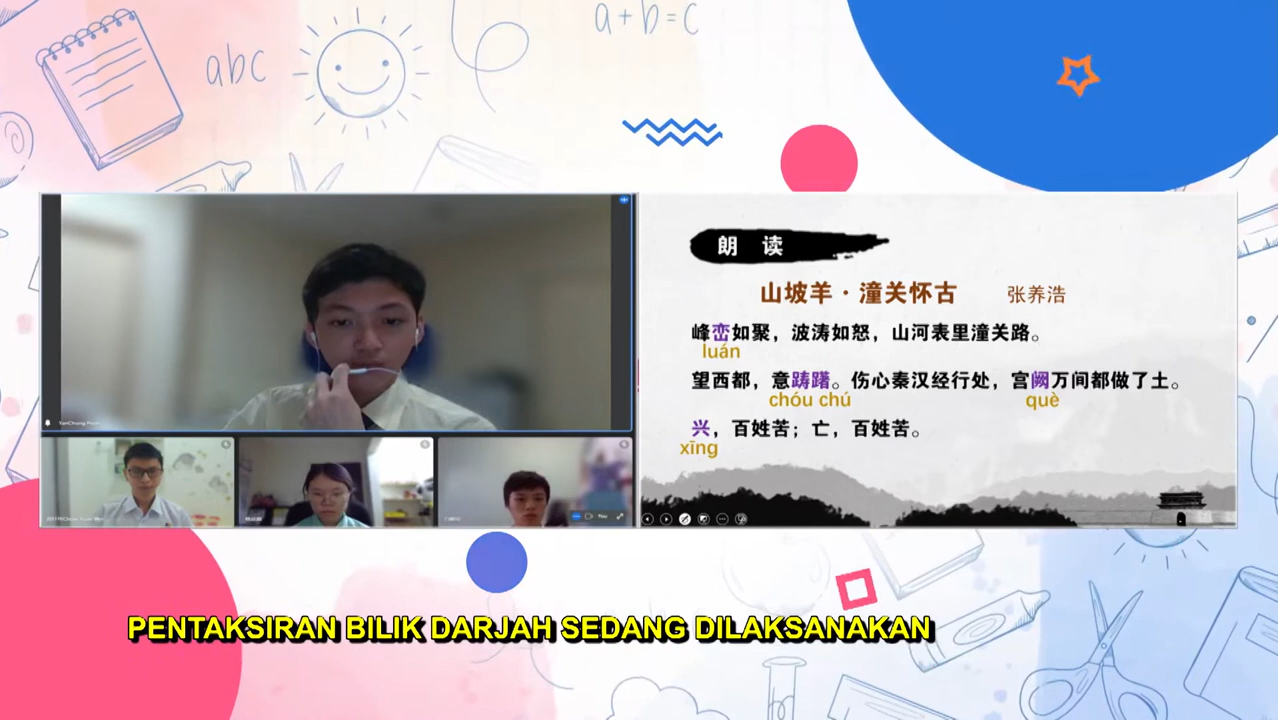 a+b=c
abc
朗 读
山坡羊·潼关怀古 张养浩
峰峦如聚，波涛如怒，山河表里潼关路。
luán
望西都，意踌躇。伤心秦汉经行处，宫阙万间都做了土。
chóu chú què
兴，百姓苦；亡，百姓苦。
xīng
PENTAKSIRAN BILIK DARJAH SEDANG DILAKSANAKAN